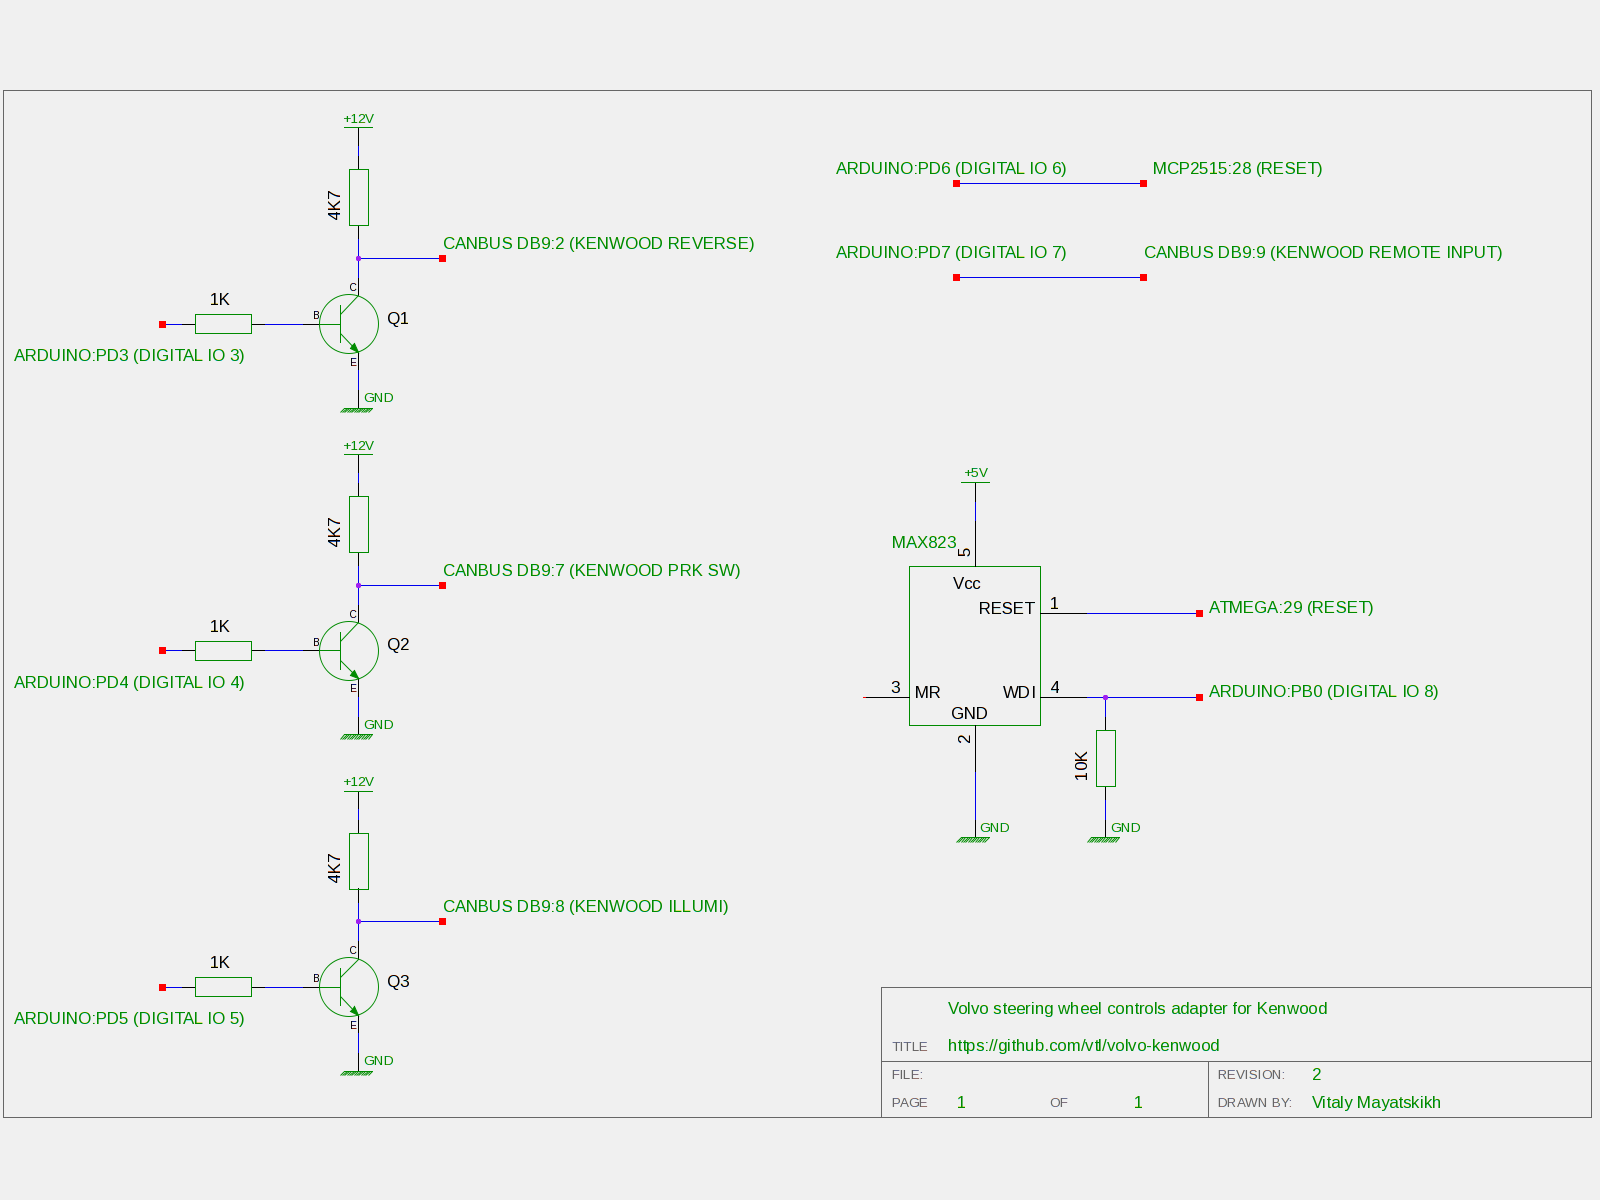 +12V
4K7
CANBUS DB9:2 (KENWOOD REVERSE)
C
1K
B
Q1
ARDUINO:PD3 (DIGITAL IO 3)
E
GND
+12V
4K7
CANBUS DB9:7 (KENWOOD PRK SW)
C
1K
B
Q2
ARDUINO:PD4 (DIGITAL IO 4)
E
GND
+12V
4K7
CANBUS DB9:8 (KENWOOD ILLUMI)
C
1K
B
Q3
ARDUINO:PD5 (DIGITAL IO 5)
E
GND
ARDUINO:PD6 (DIGITAL IO 6)
MCP2515:28 (RESET)
ARDUINO:PD7 (DIGITAL IO 7)
CANBUS DB9:9 (KENWOOD REMOTE INPUT)
+5V
MAX823
5
Vcc
RESET
1
ATMEGA:29 (RESET)
3
MR
WDI
4
ARDUINO:PB0 (DIGITAL IO 8)
GND
2
10K
GND
GND
Volvo steering wheel controls adapter for Kenwood
TITLE https://github.com/vtl/volvo-kenwood
FILE:
REVISION: 2
PAGE 1 OF 1
DRAWN BY: Vitaly Mayatskikh